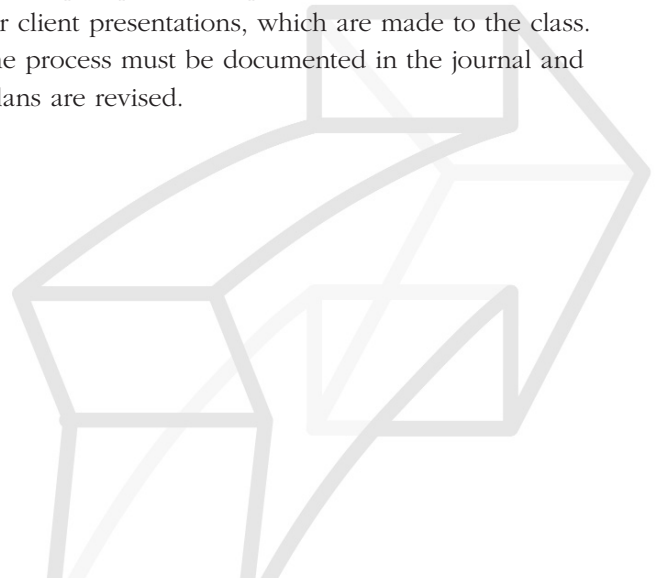 r client presentations, which are made to the class.
ne process must be documented in the journal and
lans are revised.